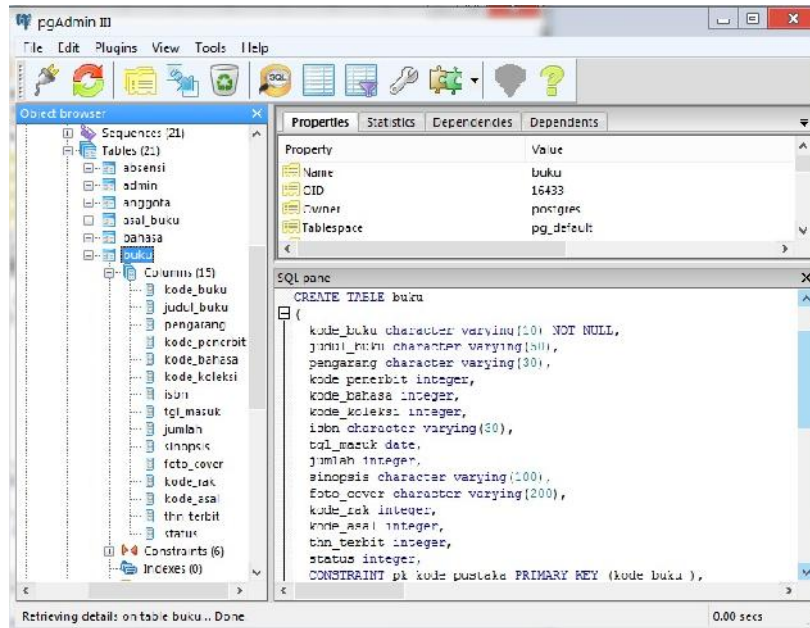 pgAdmin III
File Edit Plugins View Tools Help
SQL
Object browser
Sequences (21)
Tables (21)
absensi
admin
anggota
asal_buku
bahasa
buku
Columns (15)
kode_buku
judul_buku
pengarang
kode_penerbit
kode_bahasa
kode_koleksi
isbn
tgl_masuk
jumlah
sinopsis
foto_cover
kode_rak
kode_asal
thn_terbit
status
Constraints (6)
Indexes (0)
Properties Statistics Dependencies Dependents
Property Value
Name buku
OID 16433
Owner postgres
Tablespace pg_default
SQL pane
CREATE TABLE buku
(
kode_buku character varying(10) NOT NULL,
judul_buku character varying(50),
pengarang character varying(30),
kode_penerbit integer,
kode_bahasa integer,
kode_koleksi integer,
isbn character varying(30),
tgl_masuk date,
jumlah integer,
sinopsis character varying(100),
foto_cover character varying(200),
kode_rak integer,
kode_asal integer,
thn_terbit integer,
status integer,
CONSTRAINT pk_kode_pustaka PRIMARY KEY (kode_buku ),
Retrieving details on table buku... Done.
0.00 secs